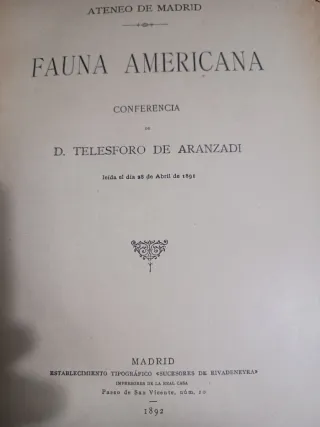 ATENEO DE MADRID
FAUNA AMERICANA
CONFERENCIA
DE
D. TELESFORO DE ARANZADI
leída el día 28 de Abril de 1891
MADRID
ESTABLECIMIENTO TIPOGRÁFICO «SUCESORES DE RIVADENEYRA»
IMPRESORES DE LA REAL CASA
Paseo de San Vicente, núm. 20
1892